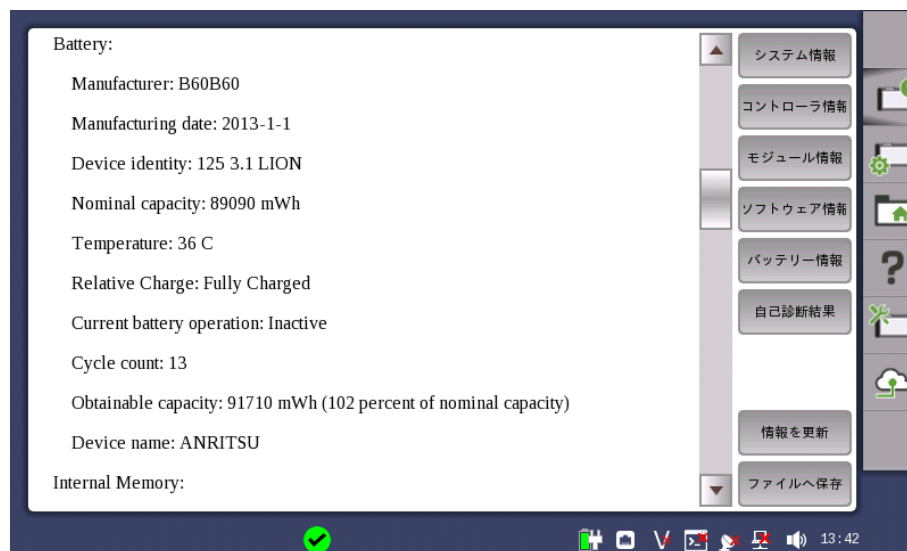 Battery:
Manufacturer: B60B60
Manufacturing date: 2013-1-1
Device identity: 125 3.1 LION
Nominal capacity: 89090 mWh
Temperature: 36 C
Relative Charge: Fully Charged
Current battery operation: Inactive
Cycle count: 13
Obtainable capacity: 91710 mWh (102 percent of nominal capacity)
Device name: ANRITSU
Internal Memory:
システム情報
コントローラ情報
モジュール情報
ソフトウェア情報
バッテリー情報
自己診断結果
情報を更新
ファイルへ保存
?
13:42